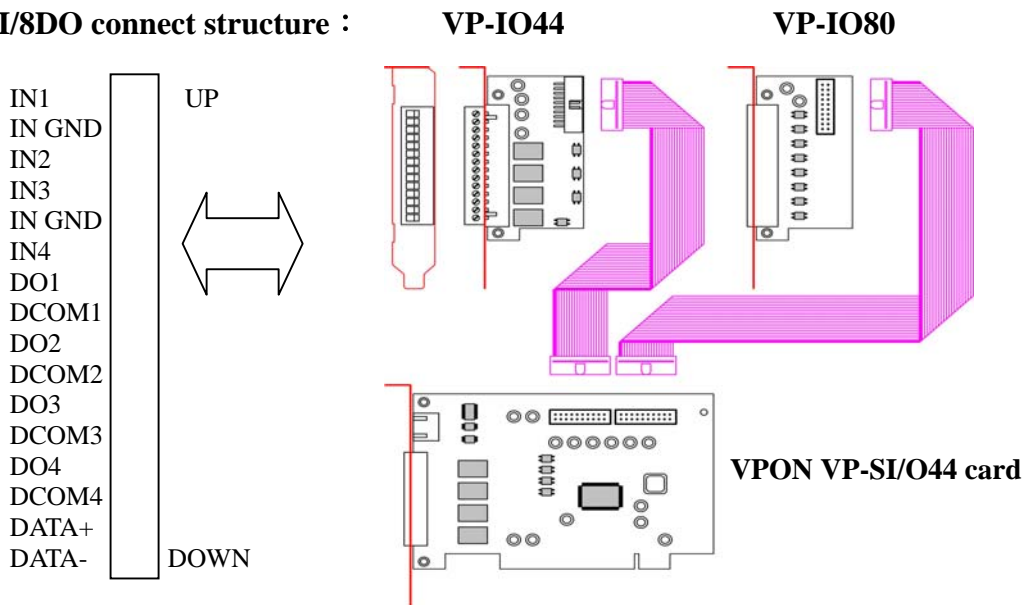 I/8DO connect structure： VP-IO44 VP-IO80
IN1 UP
IN GND
IN2
IN3
IN GND
IN4
DO1
DCOM1
DO2
DCOM2
DO3
DCOM3
DO4
DCOM4
DATA+
DATA- DOWN
VPON VP-SI/O44 card